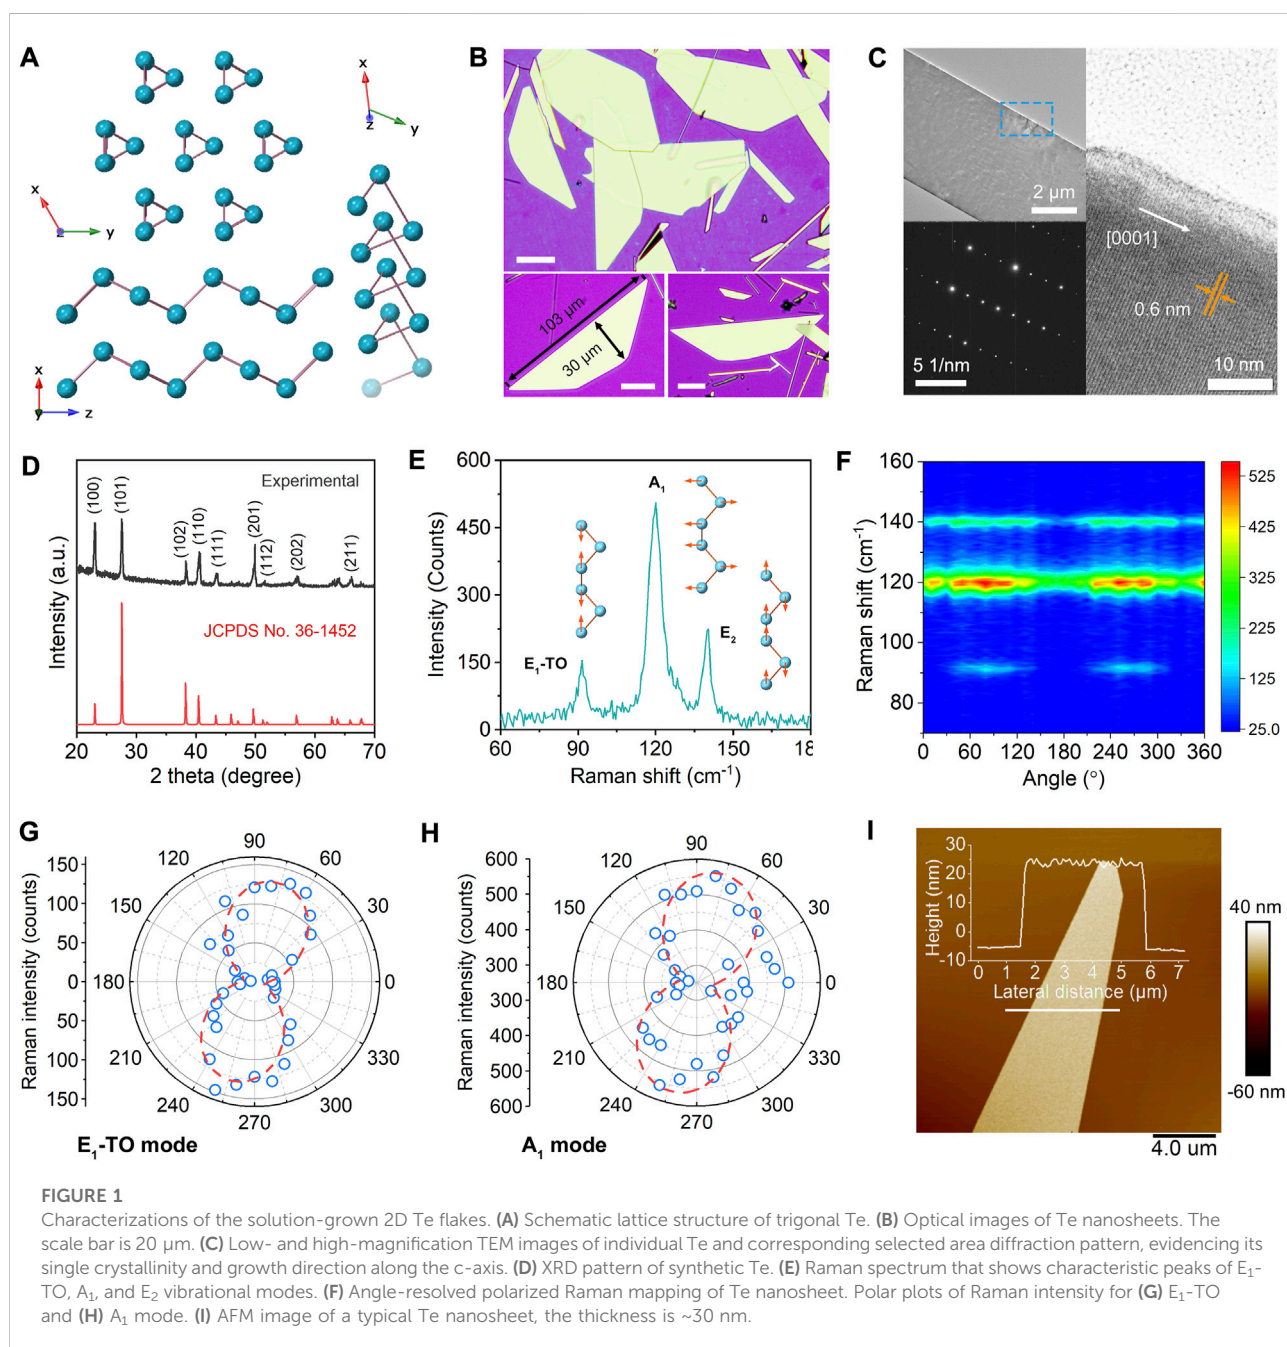 A
x
y
z
x
z
y
x
y
z
B
103 µm
30 µm
C
2 µm
5 1/nm
[0001]
0.6 nm
10 nm
D
Experimental
(100)
(101)
(102)
(110)
(111)
(201)
(112)
(202)
(211)
JCPDS No. 36-1452
Intensity (a.u.)
20 30 40 50 60 70
2 theta (degree)
E
600
450
300
150
0
Intensity (Counts)
E₁-TO
A₁
E₂
60 90 120 150 18
Raman shift (cm⁻¹)
F
160
140
120
100
80
Raman shift (cm⁻¹)
0 60 120 180 240 300 360
Angle (°)
525
425
325
225
125
25.0
G
150
100
50
0
50
100
150
Raman intensity (counts)
90
60
30
0
330
300
270
240
210
180
150
120
E₁-TO mode
H
600
500
400
300
200
300
400
500
600
Raman intensity (counts)
90
60
30
0
330
300
270
240
210
180
150
120
A₁ mode
I
30
20
10
0
-10
Height (nm)
0 1 2 3 4 5 6 7
Lateral distance (µm)
40 nm
-60 nm
4.0 um
FIGURE 1
Characterizations of the solution-grown 2D Te flakes. (A) Schematic lattice structure of trigonal Te. (B) Optical images of Te nanosheets. The
scale bar is 20 µm. (C) Low- and high-magnification TEM images of individual Te and corresponding selected area diffraction pattern, evidencing its
single crystallinity and growth direction along the c-axis. (D) XRD pattern of synthetic Te. (E) Raman spectrum that shows characteristic peaks of E₁-
TO, A₁, and E₂ vibrational modes. (F) Angle-resolved polarized Raman mapping of Te nanosheet. Polar plots of Raman intensity for (G) E₁-TO
and (H) A₁ mode. (I) AFM image of a typical Te nanosheet, the thickness is ~30 nm.